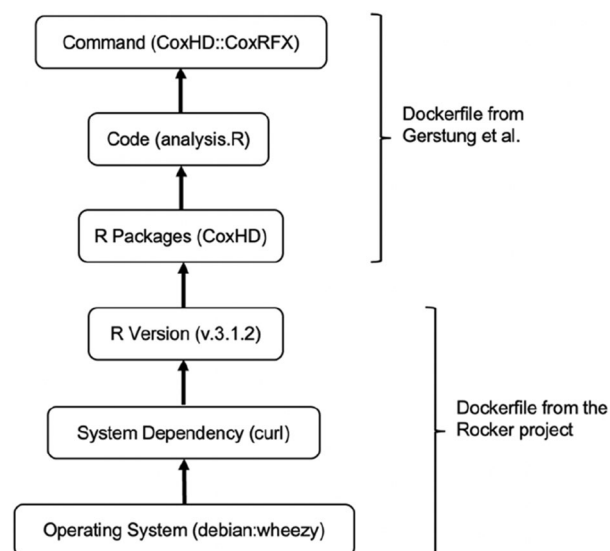 Command (CoxHD::CoxRFX)
Code (analysis.R)
Dockerfile from
Gerstung et al.
R Packages (CoxHD)
R Version (v.3.1.2)
System Dependency (curl)
Dockerfile from the
Rocker project
Operating System (debian:wheezy)